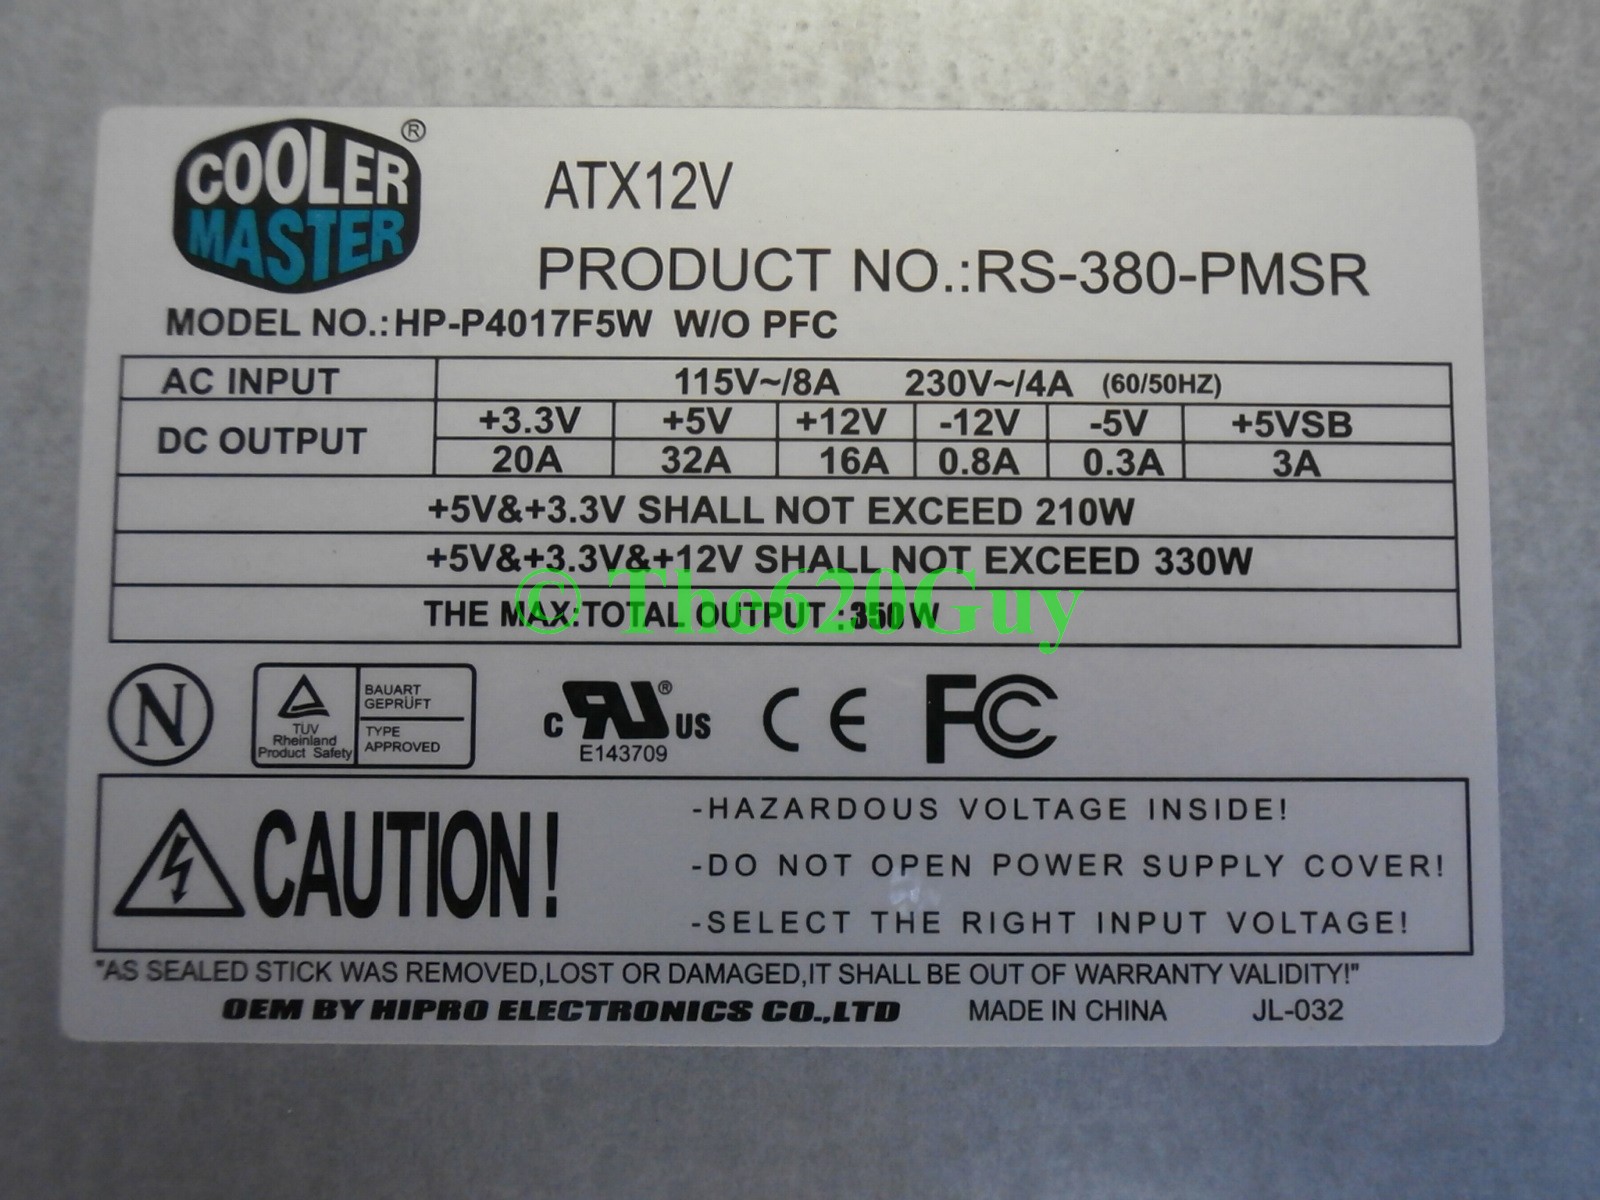 COOLER ®
MASTER
ATX12V
PRODUCT NO.:RS-380-PMSR
MODEL NO.:HP-P4017F5W W/O PFC
AC INPUT 115V~/8A 230V~/4A (60/50HZ)
DC OUTPUT +3.3V +5V +12V -12V -5V +5VSB
20A 32A 16A 0.8A 0.3A 3A
+5V&+3.3V SHALL NOT EXCEED 210W
+5V&+3.3V&+12V SHALL NOT EXCEED 330W
© The620Guy
THE MAX:TOTAL OUTPUT :350W
N
TÜV
Rheinland
Product Safety
BAUART
GEPRÜFT
TYPE
APPROVED
C RU ® US
E143709
CE
FC
CAUTION!
-HAZARDOUS VOLTAGE INSIDE!
-DO NOT OPEN POWER SUPPLY COVER!
-SELECT THE RIGHT INPUT VOLTAGE!
"AS SEALED STICK WAS REMOVED,LOST OR DAMAGED,IT SHALL BE OUT OF WARRANTY VALIDITY!"
OEM BY HIPRO ELECTRONICS CO.,LTD MADE IN CHINA JL-032